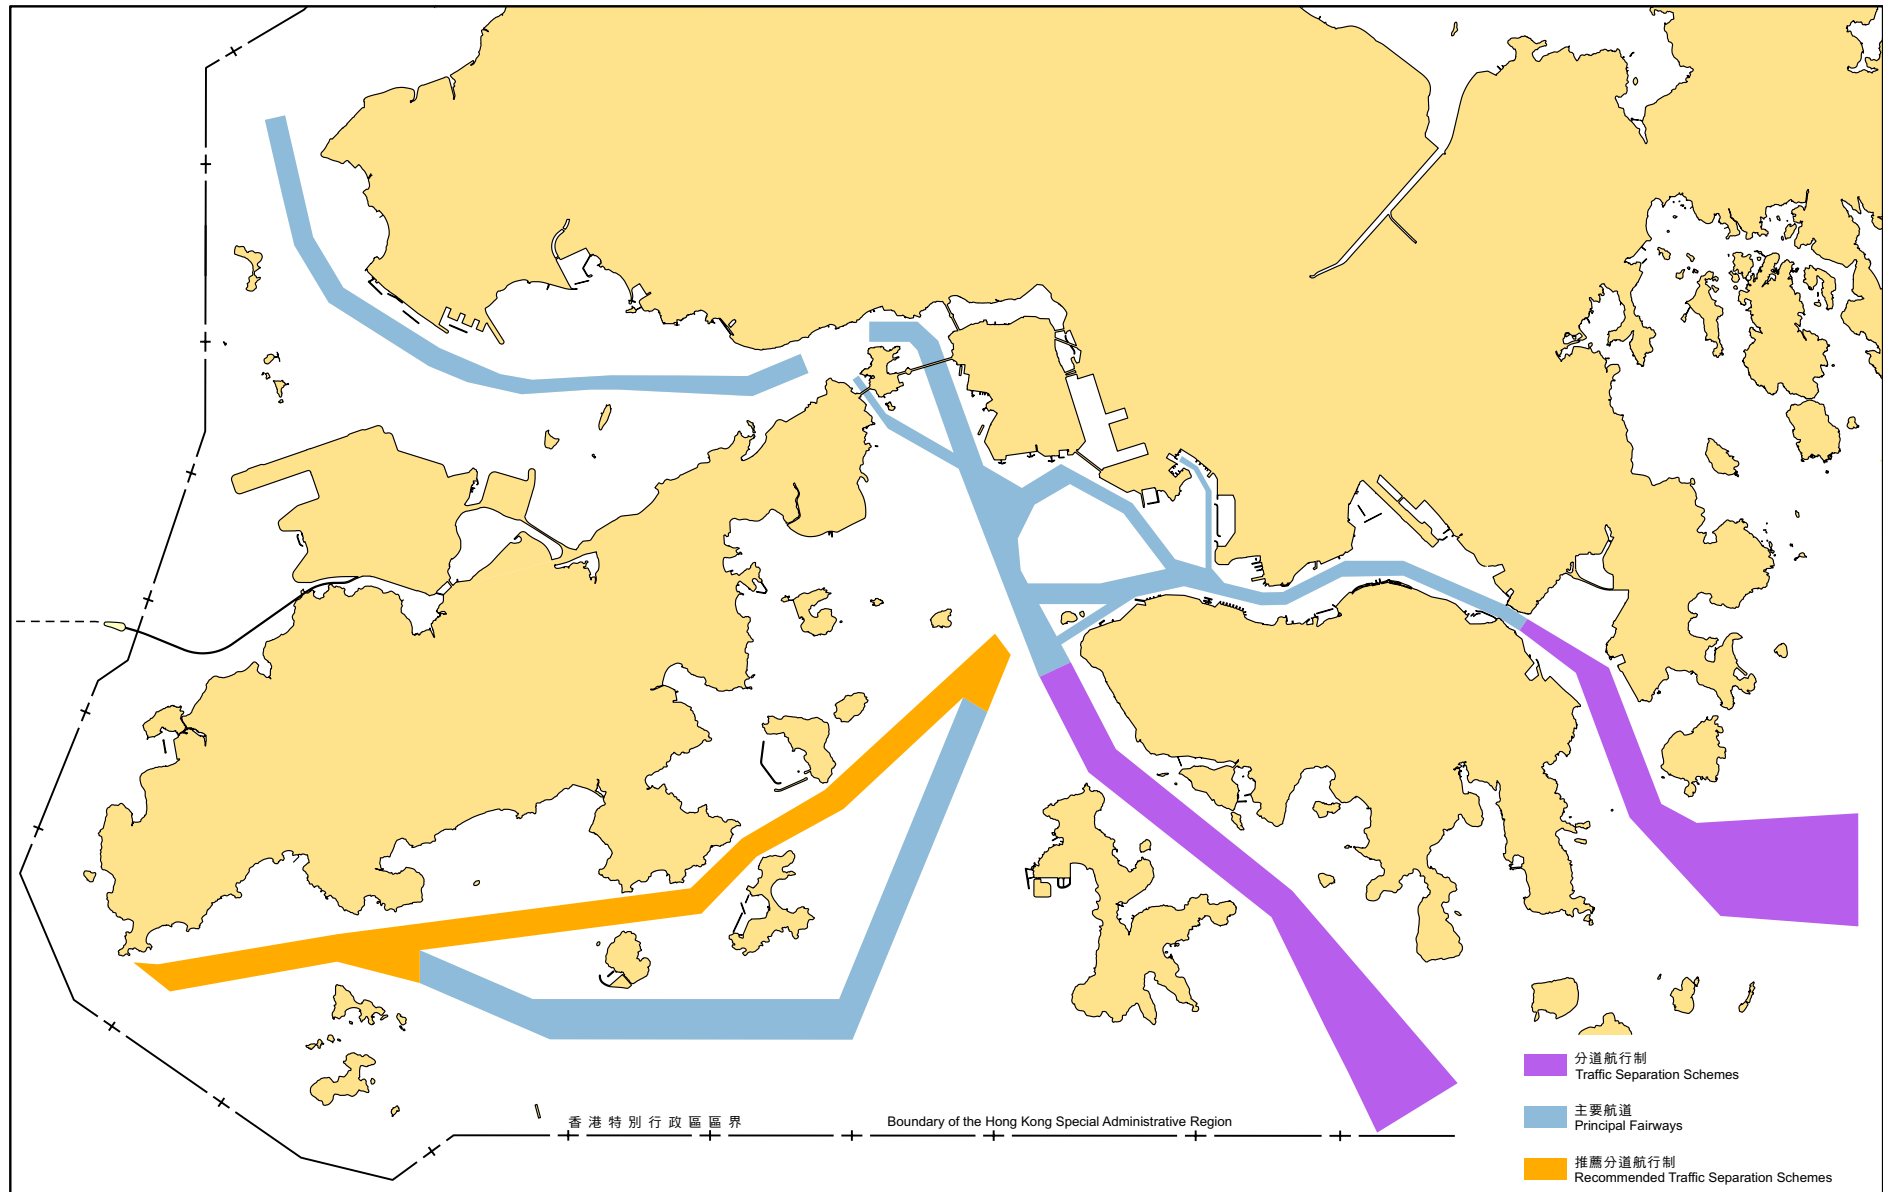 香港特別行政區區界
Boundary of the Hong Kong Special Administrative Region
分道航行制
Traffic Separation Schemes
主要航道
Principal Fairways
推薦分道航行制
Recommended Traffic Separation Schemes